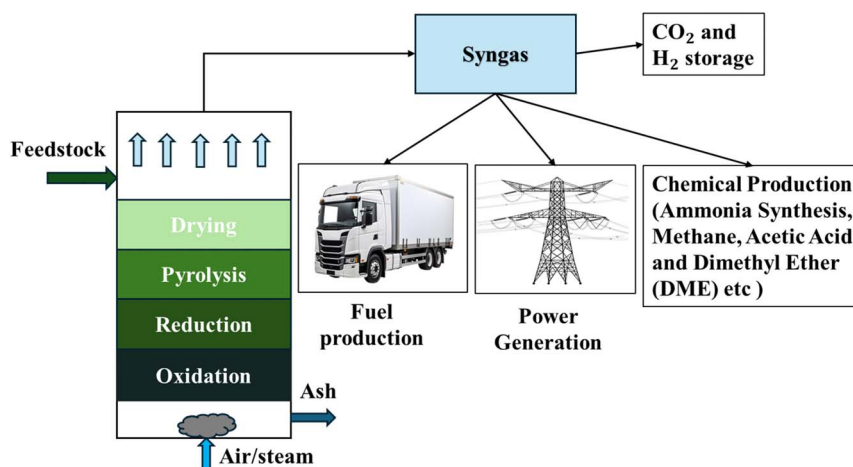 Syngas
CO₂ and
H₂ storage
Feedstock
Drying
Pyrolysis
Reduction
Oxidation
Ash
Air/steam
Fuel
production
Power
Generation
Chemical Production
(Ammonia Synthesis,
Methane, Acetic Acid
and Dimethyl Ether
(DME) etc )